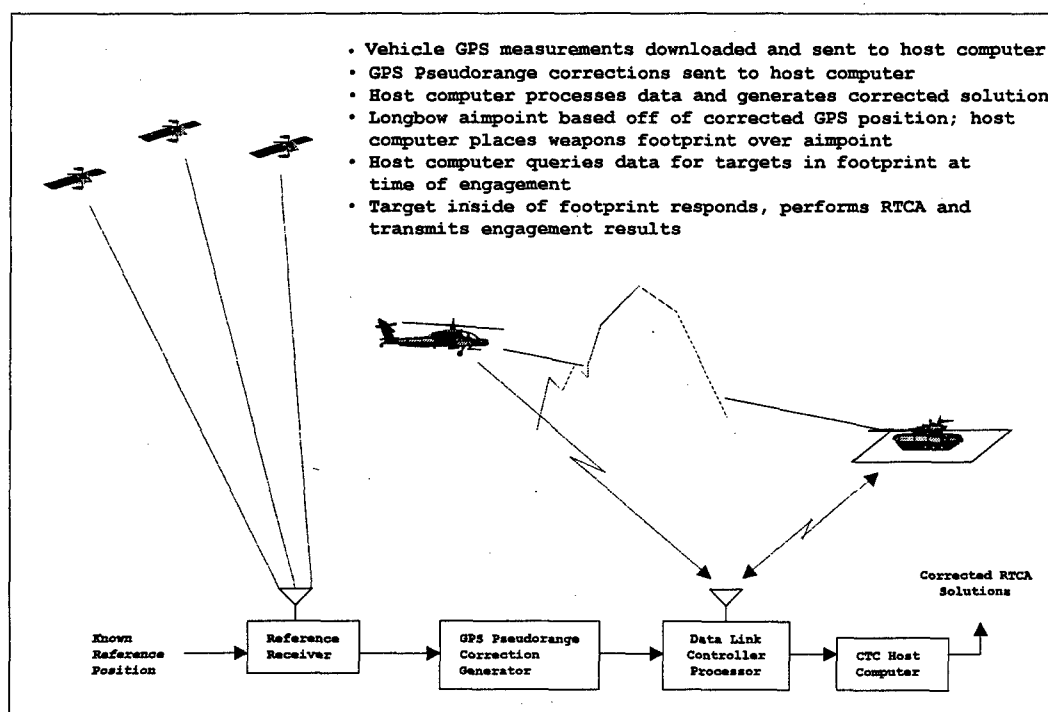 • Vehicle GPS measurements downloaded and sent to host computer
• GPS Pseudorange corrections sent to host computer
• Host computer processes data and generates corrected solution
• Longbow aimpoint based off of corrected GPS position; host
computer places weapons footprint over aimpoint
• Host computer queries data for targets in footprint at
time of engagement
• Target inside of footprint responds, performs RTCA and
transmits engagement results
Corrected RTCA
Solutions
Known
Reference
Position
Reference
Receiver
GPS Pseudorange
Correction
Generator
Data Link
Controller
Processor
CTC Host
Computer